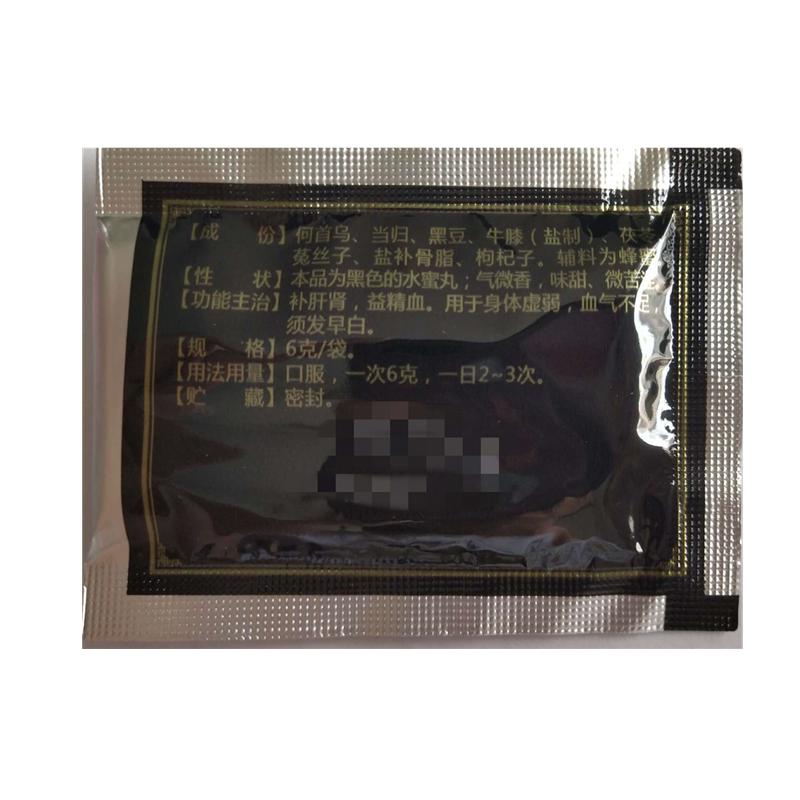 【成 份】何首乌、当归、黑豆、牛膝(盐制)、茯苓
菟丝子、盐补骨脂、枸杞子。辅料为蜂蜜
【性 状】本品为黑色的水蜜丸；气微香，味甜、微苦
【功能主治】补肝肾，益精血。用于身体虚弱，血气不足，
须发早白。
【规 格】6克/袋。
【用法用量】口服，一次6克，一日2~3次。
【贮 藏】密封。